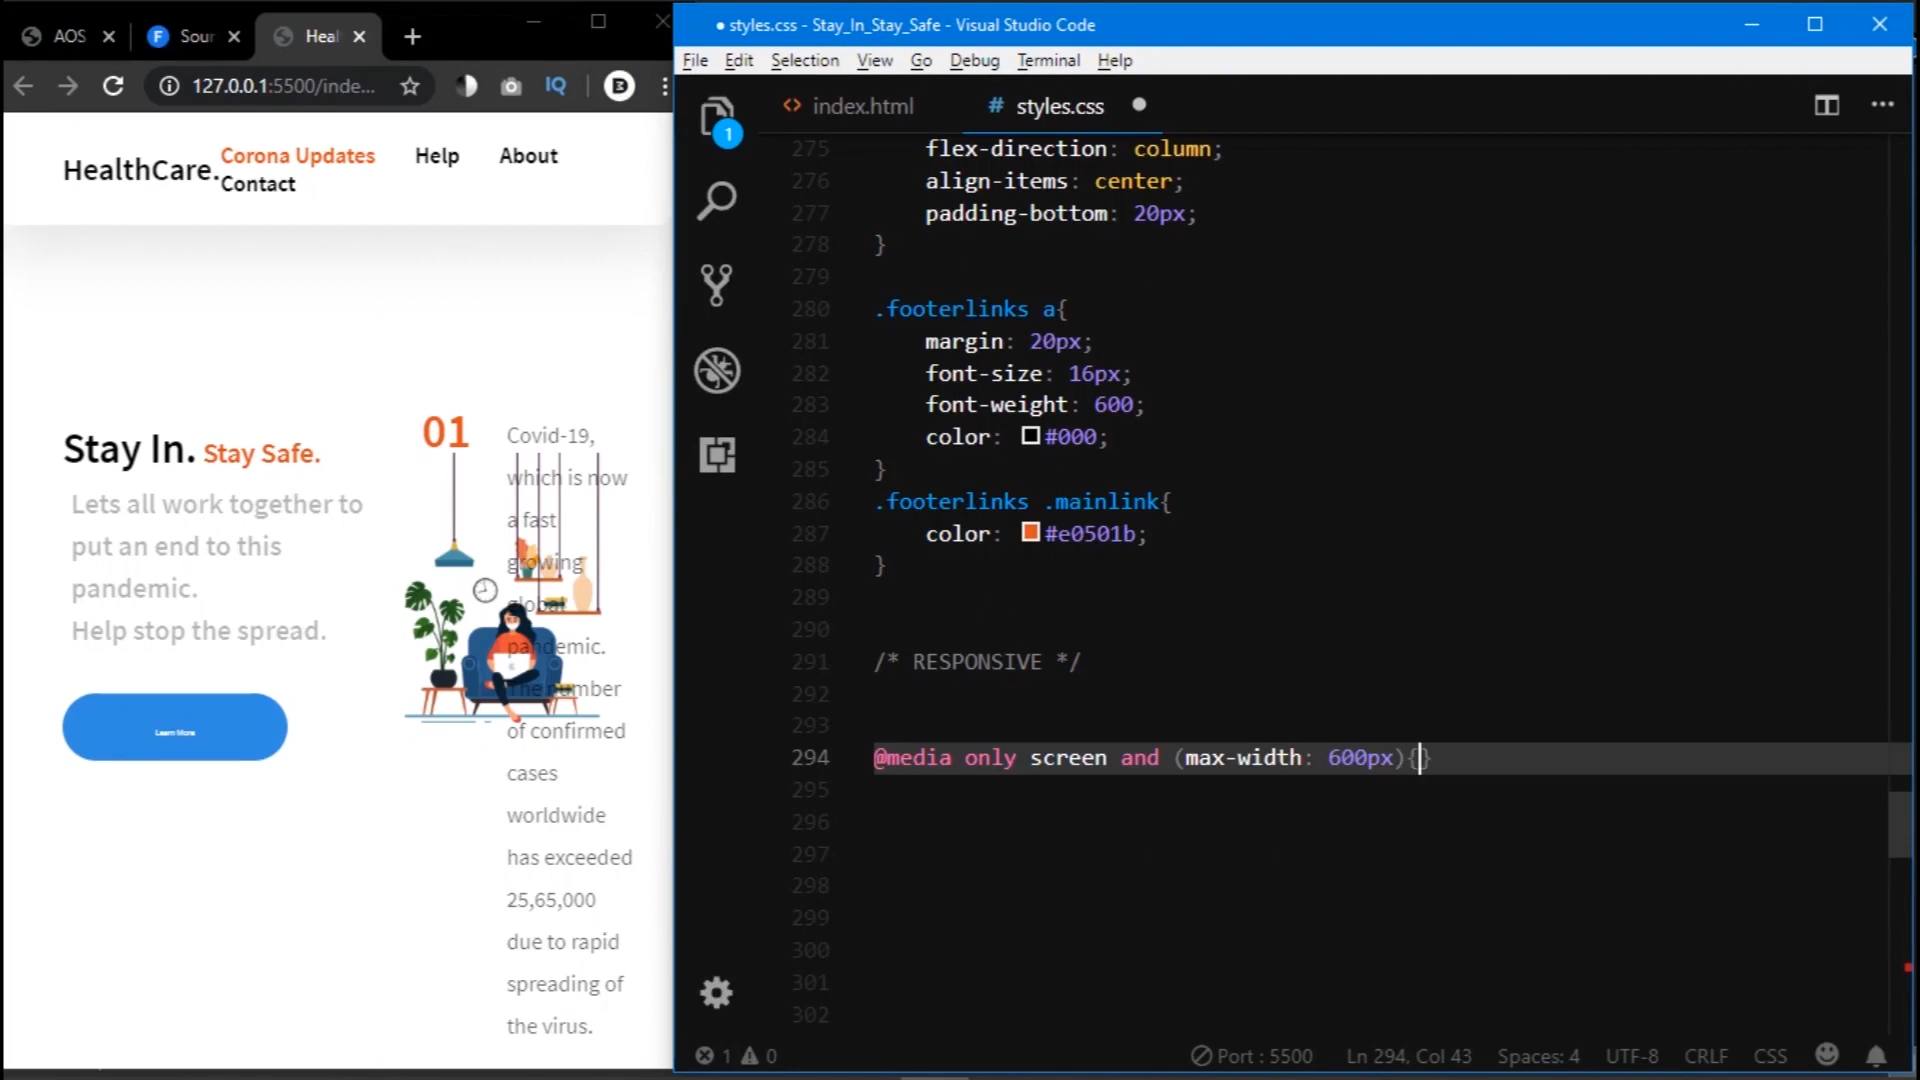 AOS
Sour
Heal
127.0.0.1:5500/inde...
IQ
HealthCare.
Corona Updates
Help
About
Contact
Stay In. Stay Safe.
Lets all work together to
put an end to this
pandemic.
Help stop the spread.
Learn More
01
Covid-19,
which is now
a fast
growing
global
pandemic.
The number
of confirmed
cases
worldwide
has exceeded
25,65,000
due to rapid
spreading of
the virus.
● styles.css - Stay_In_Stay_Safe - Visual Studio Code
File Edit Selection View Go Debug Terminal Help
1
<> index.html
# styles.css ●
275 flex-direction: column;
276 align-items: center;
277 padding-bottom: 20px;
278 }
279
280 .footerlinks a{
281 margin: 20px;
282 font-size: 16px;
283 font-weight: 600;
284 color: #000;
285 }
286 .footerlinks .mainlink{
287 color: #e0501b;
288 }
289
290
291 /* RESPONSIVE */
292
293
294 @media only screen and (max-width: 600px){}
295
296
297
298
299
300
301
302
1 0 Port : 5500 Ln 294, Col 43 Spaces: 4 UTF-8 CRLF CSS